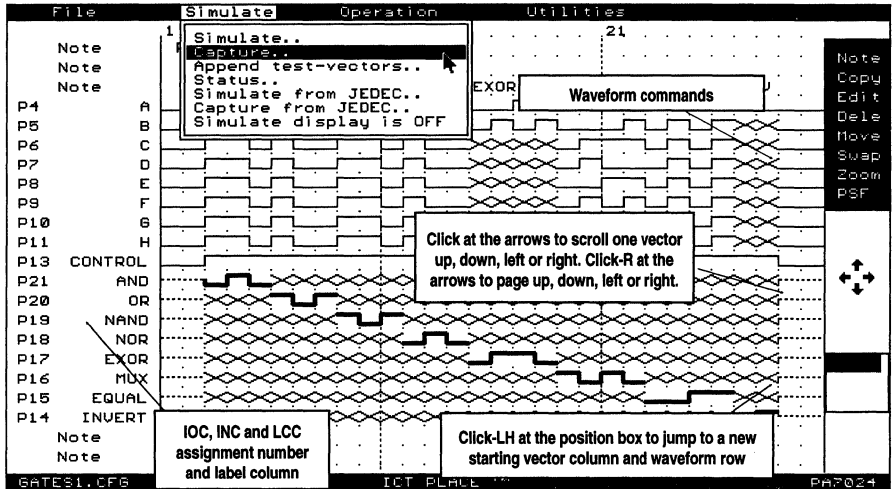 File Simulate Operation Utilities
1 21
Simulate..
Capture..
Append test-vectors..
Status..
Simulate from JEDEC..
Capture from JEDEC..
Simulate display is OFF
Note
Note
Note EXOR
P4 A
P5 B
P6 C
P7 D
P8 E
P9 F
P10 G
P11 H
P13 CONTROL
P21 AND
P20 OR
P19 NAND
P18 NOR
P17 EXOR
P16 MUX
P15 EQUAL
P14 INVERT
Note
Note
Note
Copy
Edit
Dele
Move
Swap
Zoom
PSF
Waveform commands
Click at the arrows to scroll one vector
up, down, left or right. Click-R at the
arrows to page up, down, left or right.
IOC, INC and LCC
assignment number
and label column
Click-LH at the position box to jump to a new
starting vector column and waveform row
GATES1.CFG ICT PLACE ™ PA7024